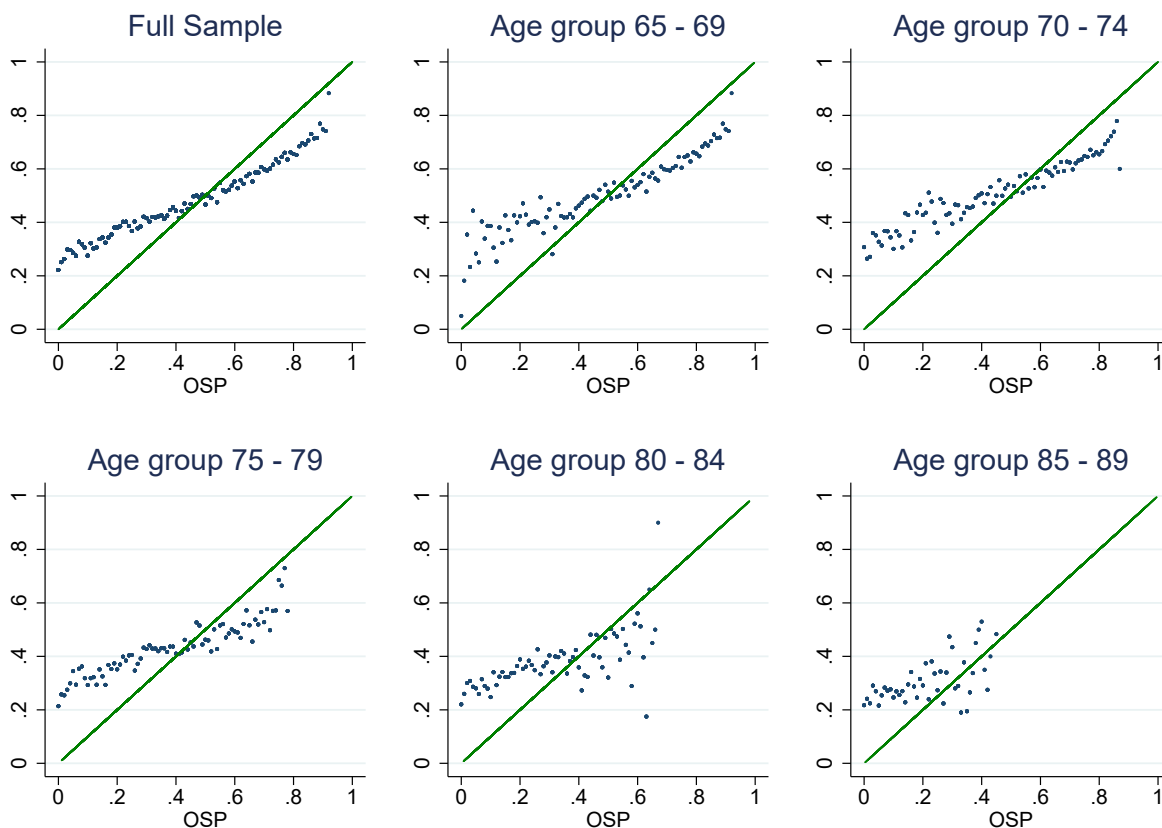 Full Sample
1
.8
.6
.4
.2
0
0 .2 .4 .6 .8 1
OSP
Age group 65 - 69
1
.8
.6
.4
.2
0
0 .2 .4 .6 .8 1
OSP
Age group 70 - 74
1
.8
.6
.4
.2
0
0 .2 .4 .6 .8 1
OSP
Age group 75 - 79
1
.8
.6
.4
.2
0
0 .2 .4 .6 .8 1
OSP
Age group 80 - 84
1
.8
.6
.4
.2
0
0 .2 .4 .6 .8 1
OSP
Age group 85 - 89
1
.8
.6
.4
.2
0
0 .2 .4 .6 .8 1
OSP